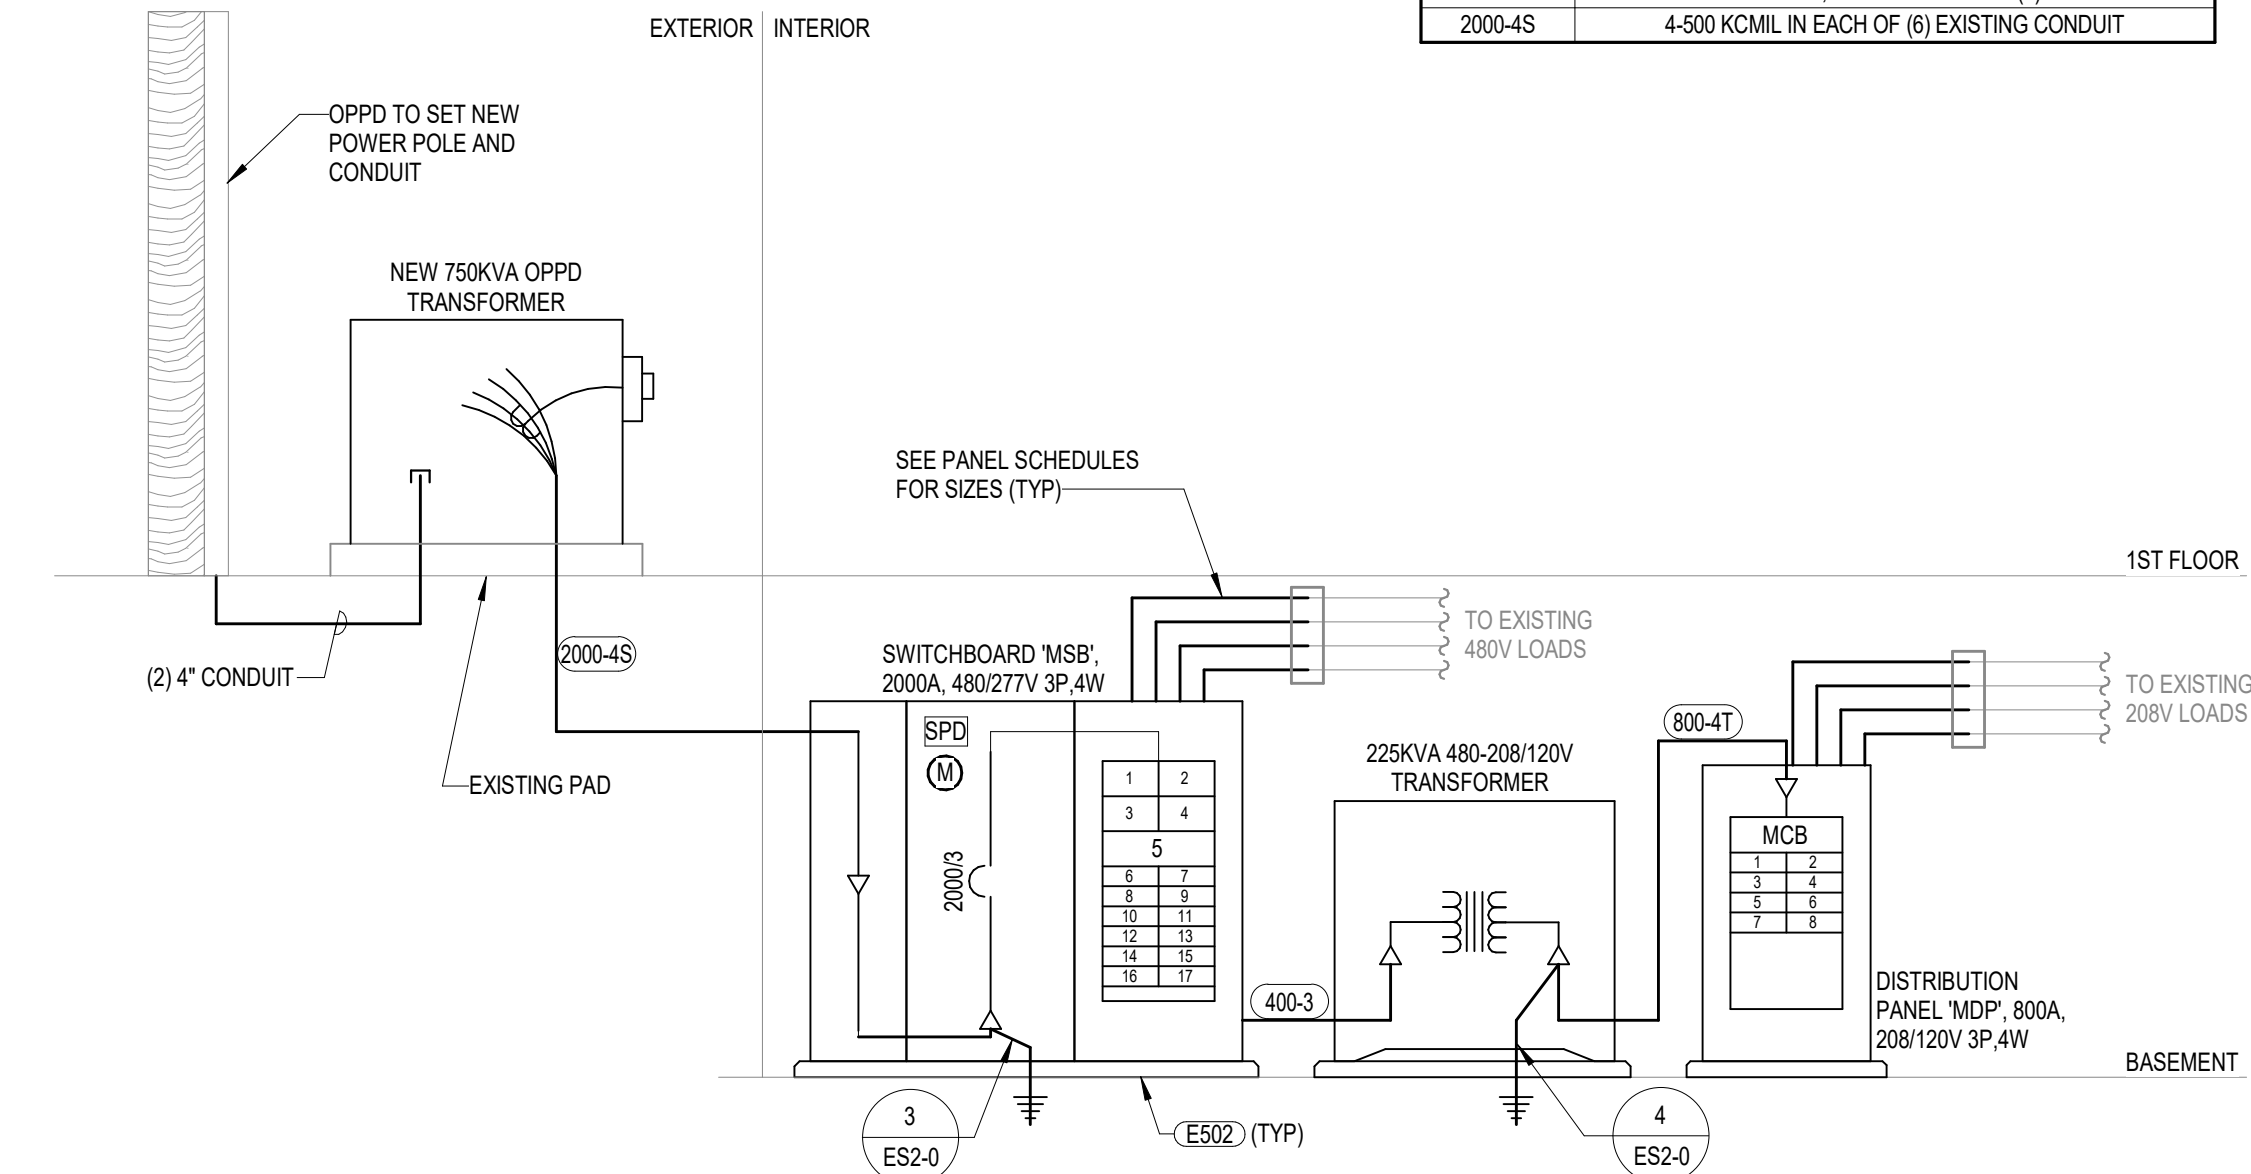 EXTERIOR INTERIOR
2000-4S 4-500 KCMIL IN EACH OF (6) EXISTING CONDUIT
OPPD TO SET NEW
POWER POLE AND
CONDUIT
NEW 750KVA OPPD
TRANSFORMER
SEE PANEL SCHEDULES
FOR SIZES (TYP)
1ST FLOOR
TO EXISTING
480V LOADS
2000-4S
(2) 4" CONDUIT
SWITCHBOARD 'MSB',
2000A, 480/277V 3P,4W
TO EXISTING
208V LOADS
800-4T
SPD
M
225KVA 480-208/120V
TRANSFORMER
EXISTING PAD
1 2
3 4
5
6 7
8 9
10 11
12 13
14 15
16 17
2000/3
MCB
1 2
3 4
5 6
7 8
400-3
DISTRIBUTION
PANEL 'MDP', 800A,
208/120V 3P,4W
BASEMENT
3
ES2-0
E502 (TYP)
4
ES2-0